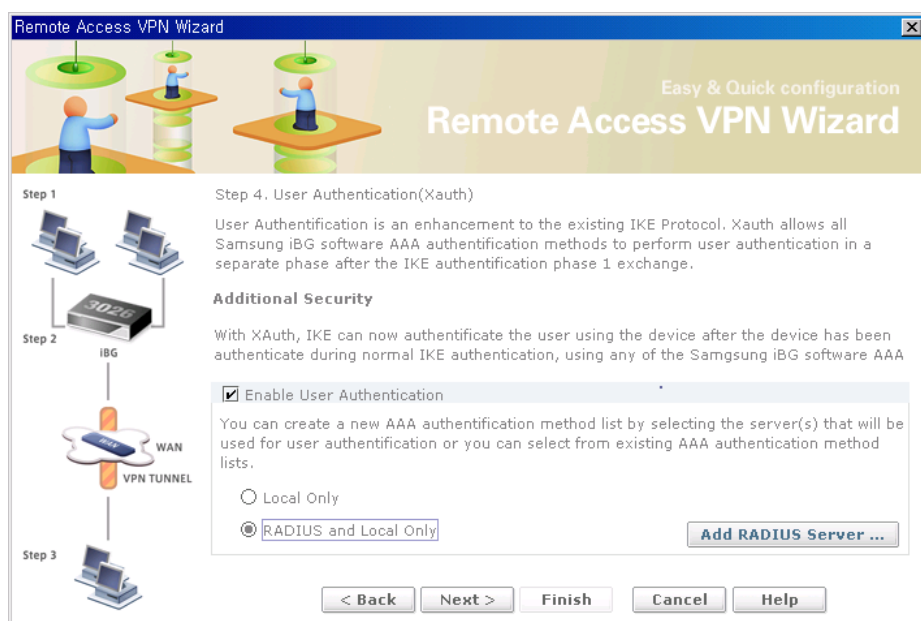 Remote Access VPN Wizard
Easy & Quick configuration
Remote Access VPN Wizard
Step 1
3026
Step 2
iBG
WAN
WAN
VPN TUNNEL
Step 3
Step 4. User Authentication(Xauth)
User Authentification is an enhancement to the existing IKE Protocol. Xauth allows all
Samsung iBG software AAA authentification methods to perform user authentification in a
separate phase after the IKE authentification phase 1 exchange.
Additional Security
With XAuth, IKE can now authentificate the user using the device after the device has been
authentificate during normal IKE authentification, using any of the Samgsung iBG software AAA
Enable User Authentication
You can create a new AAA authentification method list by selecting the server(s) that will be
used for user authentification or you can select from existing AAA authentification method
lists.
Local Only
RADIUS and Local Only
Add RADIUS Server ...
< Back
Next >
Finish
Cancel
Help